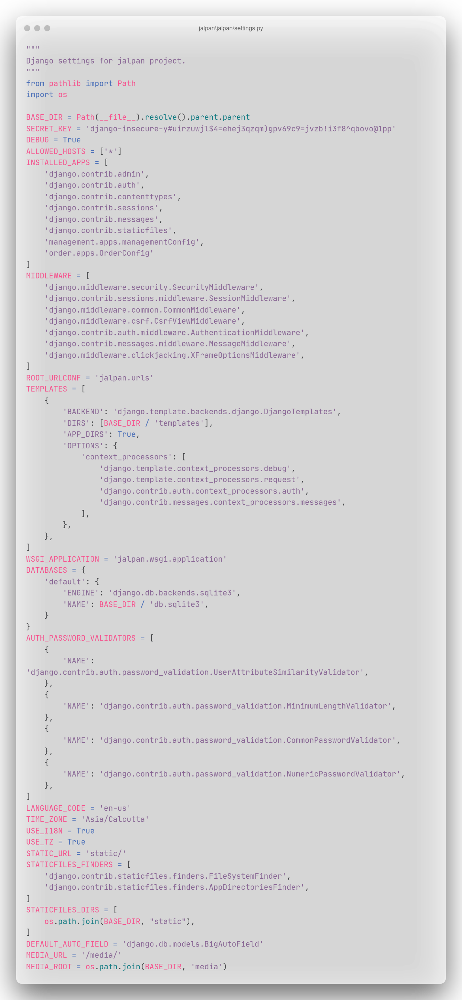 jalpan\jalpan\settings.py
"""
Django settings for jalpan project.
"""
from pathlib import Path
import os

BASE_DIR = Path(__file__).resolve().parent.parent
SECRET_KEY = 'django-insecure-y#uirzuwjl$4=ehej3qzqm)gpv69c9=jvzb!i3f8^qbovo@1pp'
DEBUG = True
ALLOWED_HOSTS = ['*']
INSTALLED_APPS = [
    'django.contrib.admin',
    'django.contrib.auth',
    'django.contrib.contenttypes',
    'django.contrib.sessions',
    'django.contrib.messages',
    'django.contrib.staticfiles',
    'management.apps.managementConfig',
    'order.apps.OrderConfig'
]
MIDDLEWARE = [
    'django.middleware.security.SecurityMiddleware',
    'django.contrib.sessions.middleware.SessionMiddleware',
    'django.middleware.common.CommonMiddleware',
    'django.middleware.csrf.CsrfViewMiddleware',
    'django.contrib.auth.middleware.AuthenticationMiddleware',
    'django.contrib.messages.middleware.MessageMiddleware',
    'django.middleware.clickjacking.XFrameOptionsMiddleware',
]
ROOT_URLCONF = 'jalpan.urls'
TEMPLATES = [
    {
        'BACKEND': 'django.template.backends.django.DjangoTemplates',
        'DIRS': [BASE_DIR / 'templates'],
        'APP_DIRS': True,
        'OPTIONS': {
            'context_processors': [
                'django.template.context_processors.debug',
                'django.template.context_processors.request',
                'django.contrib.auth.context_processors.auth',
                'django.contrib.messages.context_processors.messages',
            ],
        },
    },
]
WSGI_APPLICATION = 'jalpan.wsgi.application'
DATABASES = {
    'default': {
        'ENGINE': 'django.db.backends.sqlite3',
        'NAME': BASE_DIR / 'db.sqlite3',
    }
}
AUTH_PASSWORD_VALIDATORS = [
    {
        'NAME':
'django.contrib.auth.password_validation.UserAttributeSimilarityValidator',
    },
    {
        'NAME': 'django.contrib.auth.password_validation.MinimumLengthValidator',
    },
    {
        'NAME': 'django.contrib.auth.password_validation.CommonPasswordValidator',
    },
    {
        'NAME': 'django.contrib.auth.password_validation.NumericPasswordValidator',
    },
]
LANGUAGE_CODE = 'en-us'
TIME_ZONE = 'Asia/Calcutta'
USE_I18N = True
USE_TZ = True
STATIC_URL = 'static/'
STATICFILES_FINDERS = [
    'django.contrib.staticfiles.finders.FileSystemFinder',
    'django.contrib.staticfiles.finders.AppDirectoriesFinder',
]
STATICFILES_DIRS = [
    os.path.join(BASE_DIR, "static"),
]
DEFAULT_AUTO_FIELD = 'django.db.models.BigAutoField'
MEDIA_URL = '/media/'
MEDIA_ROOT = os.path.join(BASE_DIR, 'media')